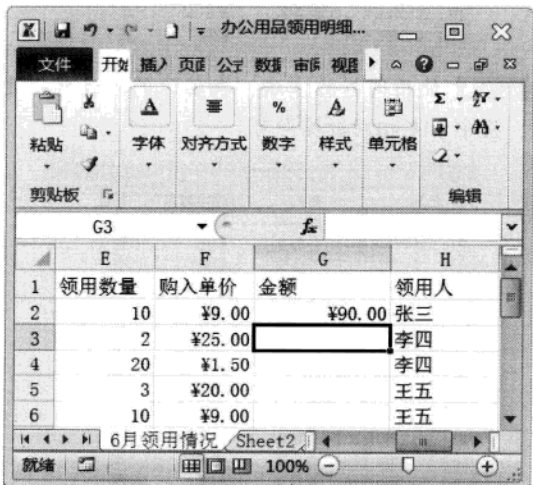 办公用品领用明细...
文件 开始 插入 页面 公式 数据 审阅 视图
粘贴 字体 对齐方式 % 数字 样式 单元格 Σ
剪贴板 编辑
G3 fx
E F G H
1 领用数量 购入单价 金额 领用人
2 10 ¥9.00 ¥90.00 张三
3 2 ¥25.00 李四
4 20 ¥1.50 李四
5 3 ¥20.00 王五
6 10 ¥9.00 王五
6月领用情况 Sheet2
就绪 100%